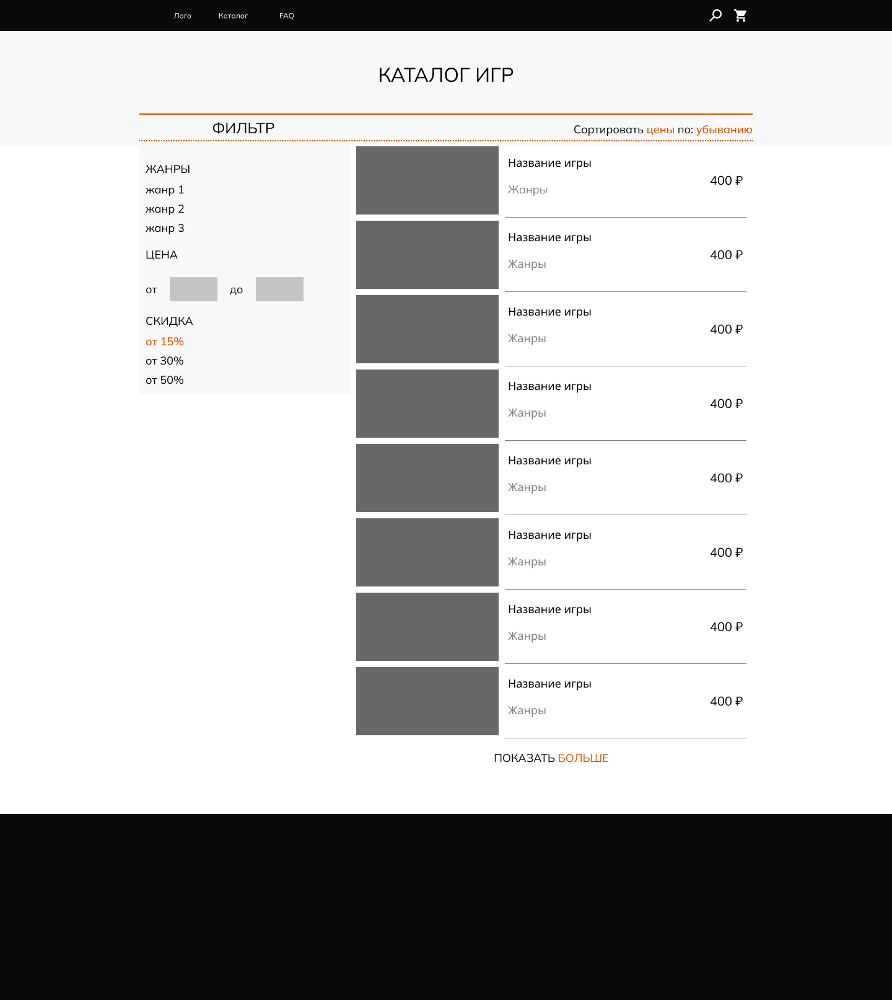 Лого Каталог FAQ
КАТАЛОГ ИГР
ФИЛЬТР
Сортировать цены по: убыванию
ЖАНРЫ
жанр 1
жанр 2
жанр 3
ЦЕНА
от до
СКИДКА
от 15%
от 30%
от 50%
Название игры
Жанры
400 ₽
Название игры
Жанры
400 ₽
Название игры
Жанры
400 ₽
Название игры
Жанры
400 ₽
Название игры
Жанры
400 ₽
Название игры
Жанры
400 ₽
Название игры
Жанры
400 ₽
Название игры
Жанры
400 ₽
ПОКАЗАТЬ БОЛЬШЕ